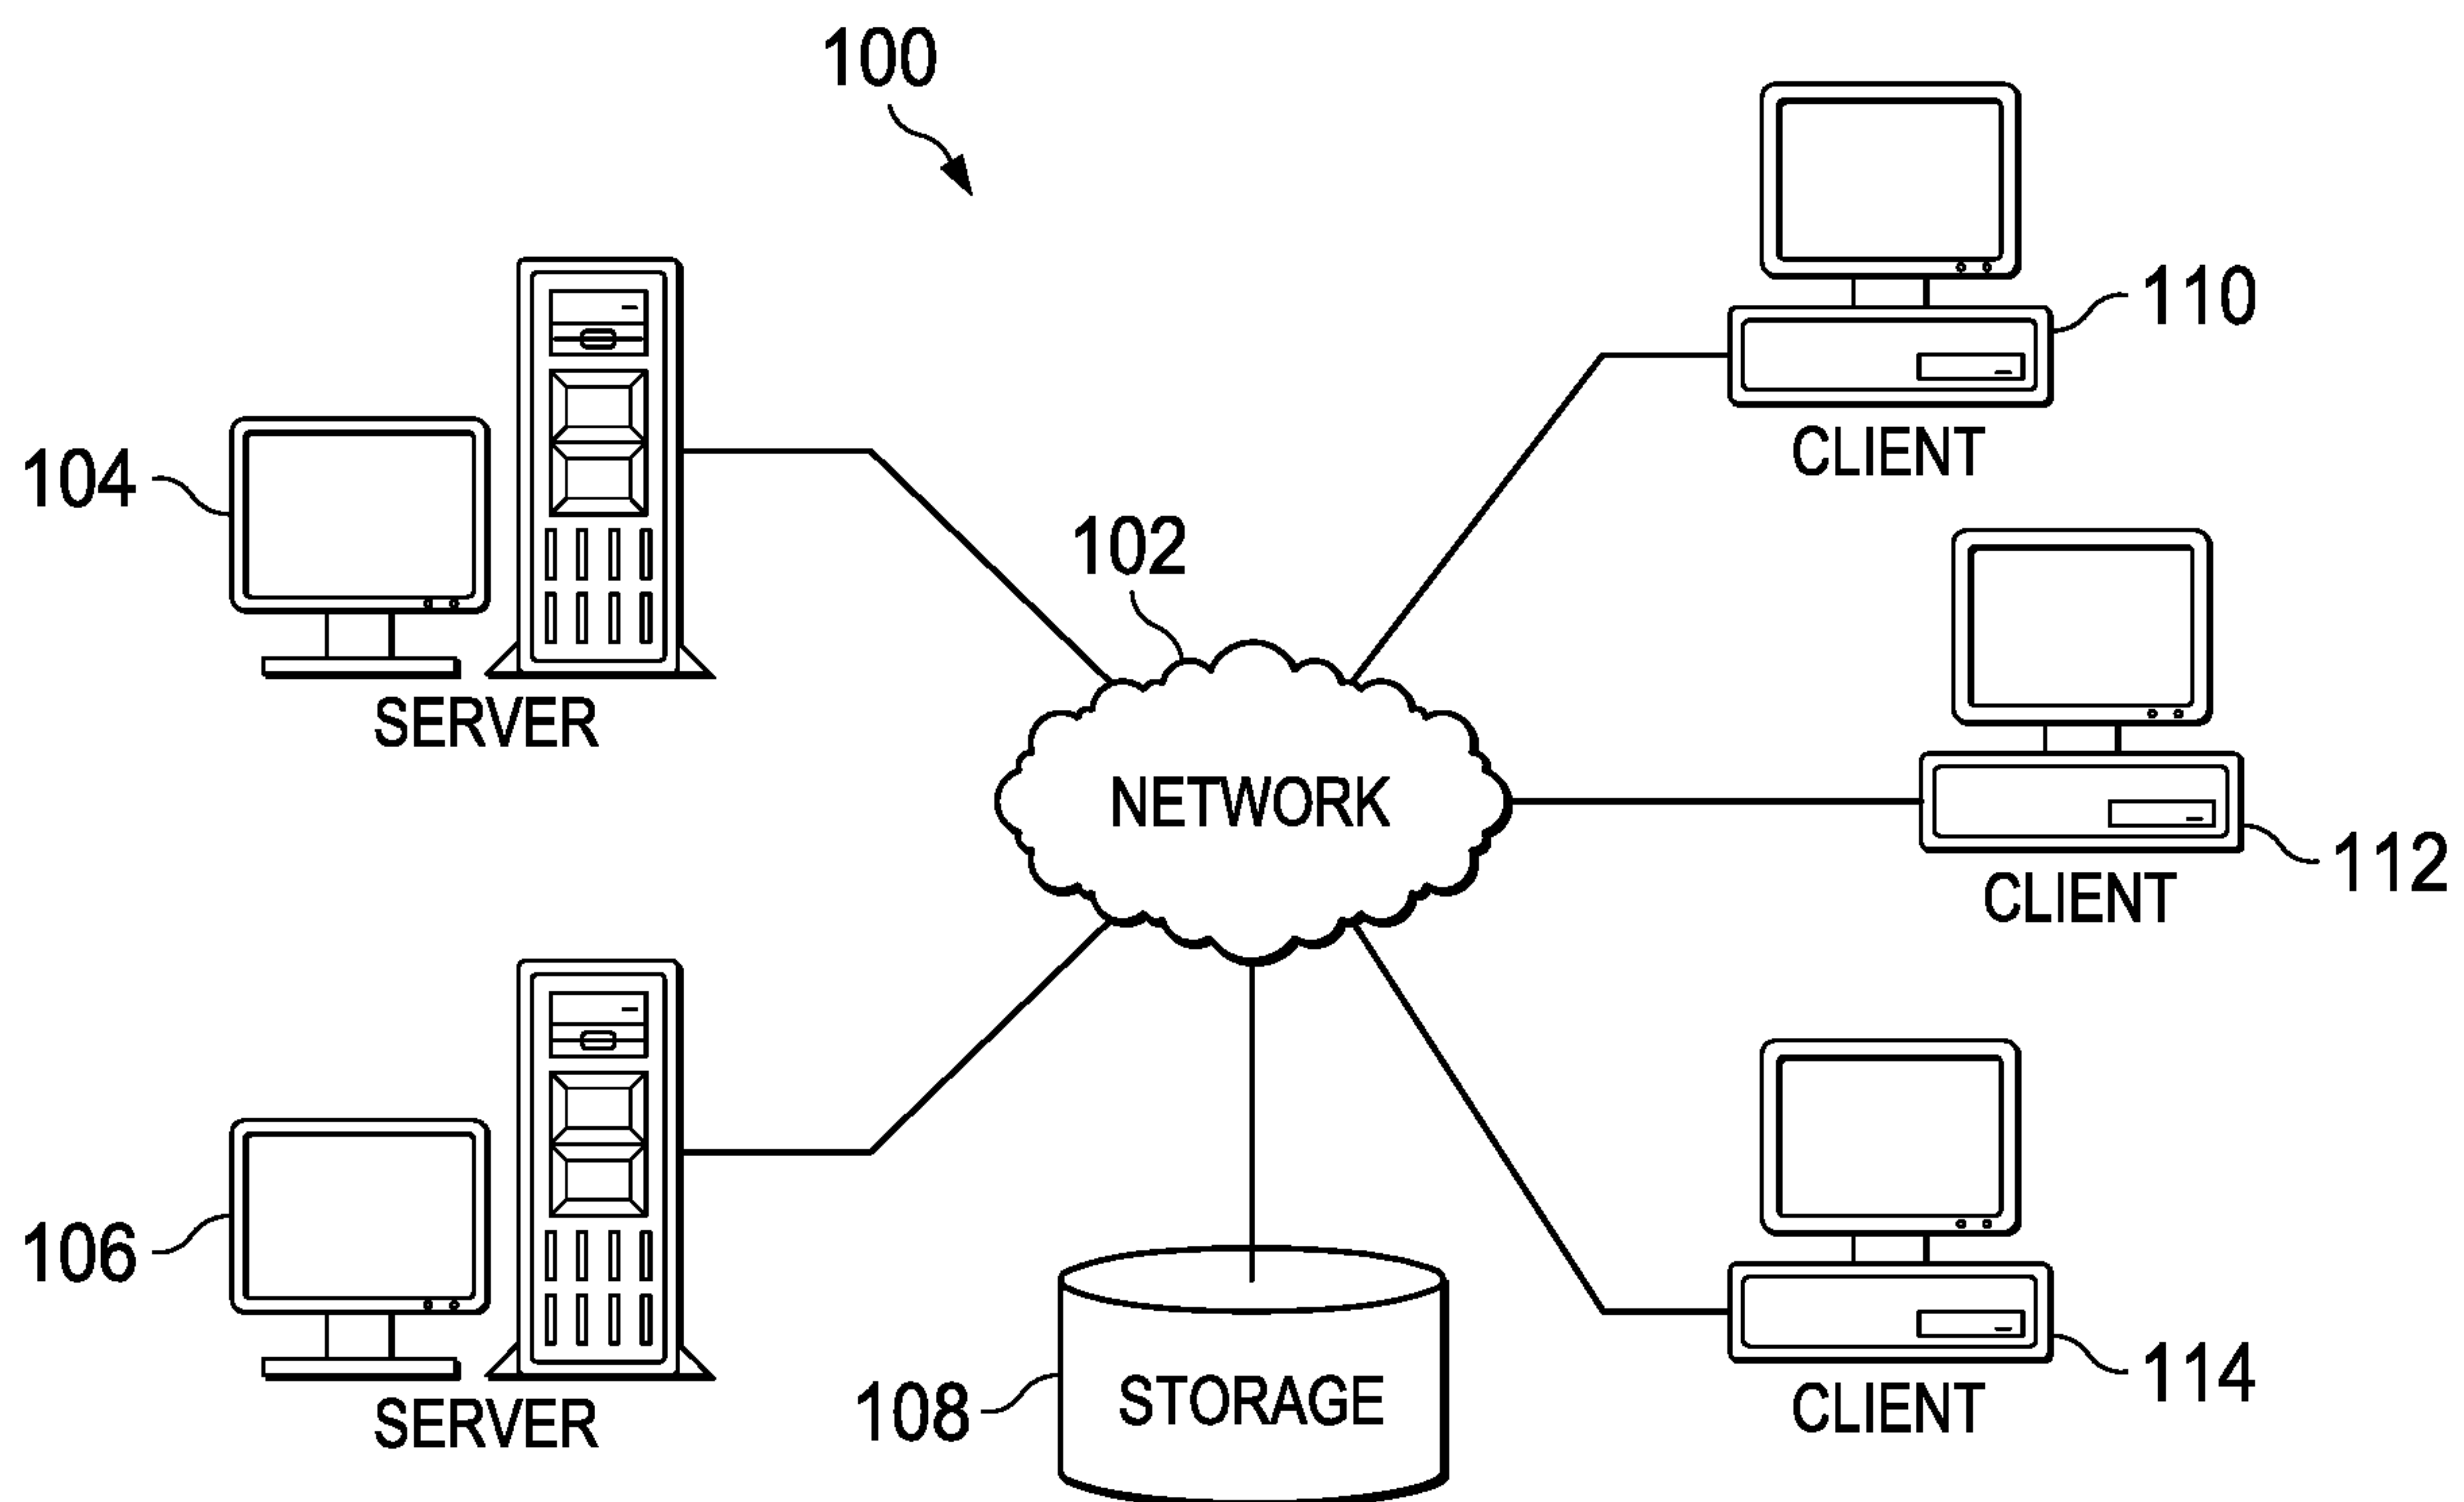 100
110
CLIENT
104
102
SERVER
NETWORK
112
CLIENT
106
114
108
STORAGE
CLIENT
SERVER